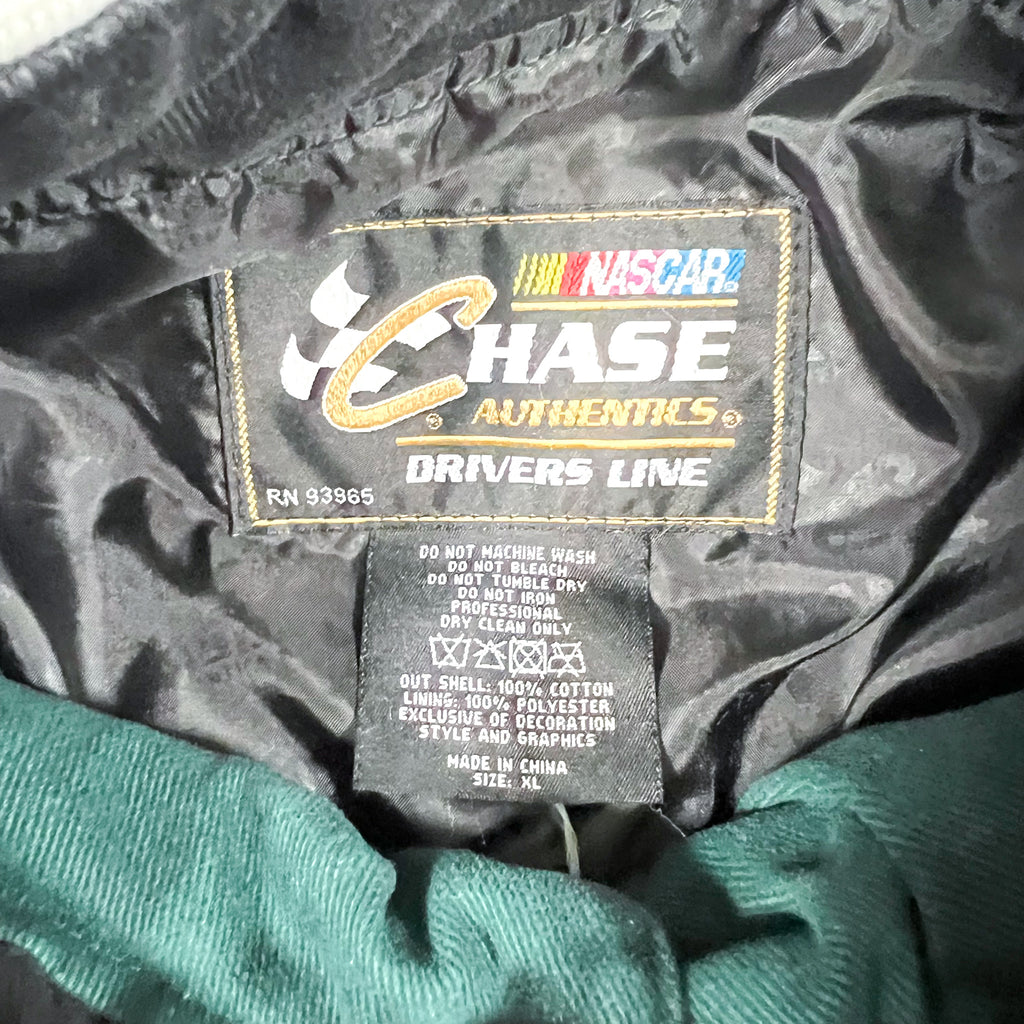 NASCAR®
CHASE
® AUTHENTICS®
DRIVERS LINE
RN 93965
DO NOT MACHINE WASH
DO NOT BLEACH
DO NOT TUMBLE DRY
DO NOT IRON
PROFESSIONAL
DRY CLEAN ONLY
OUT SHELL: 100% COTTON
LINING: 100% POLYESTER
EXCLUSIVE OF DECORATION
STYLE AND GRAPHICS
MADE IN CHINA
SIZE: XL